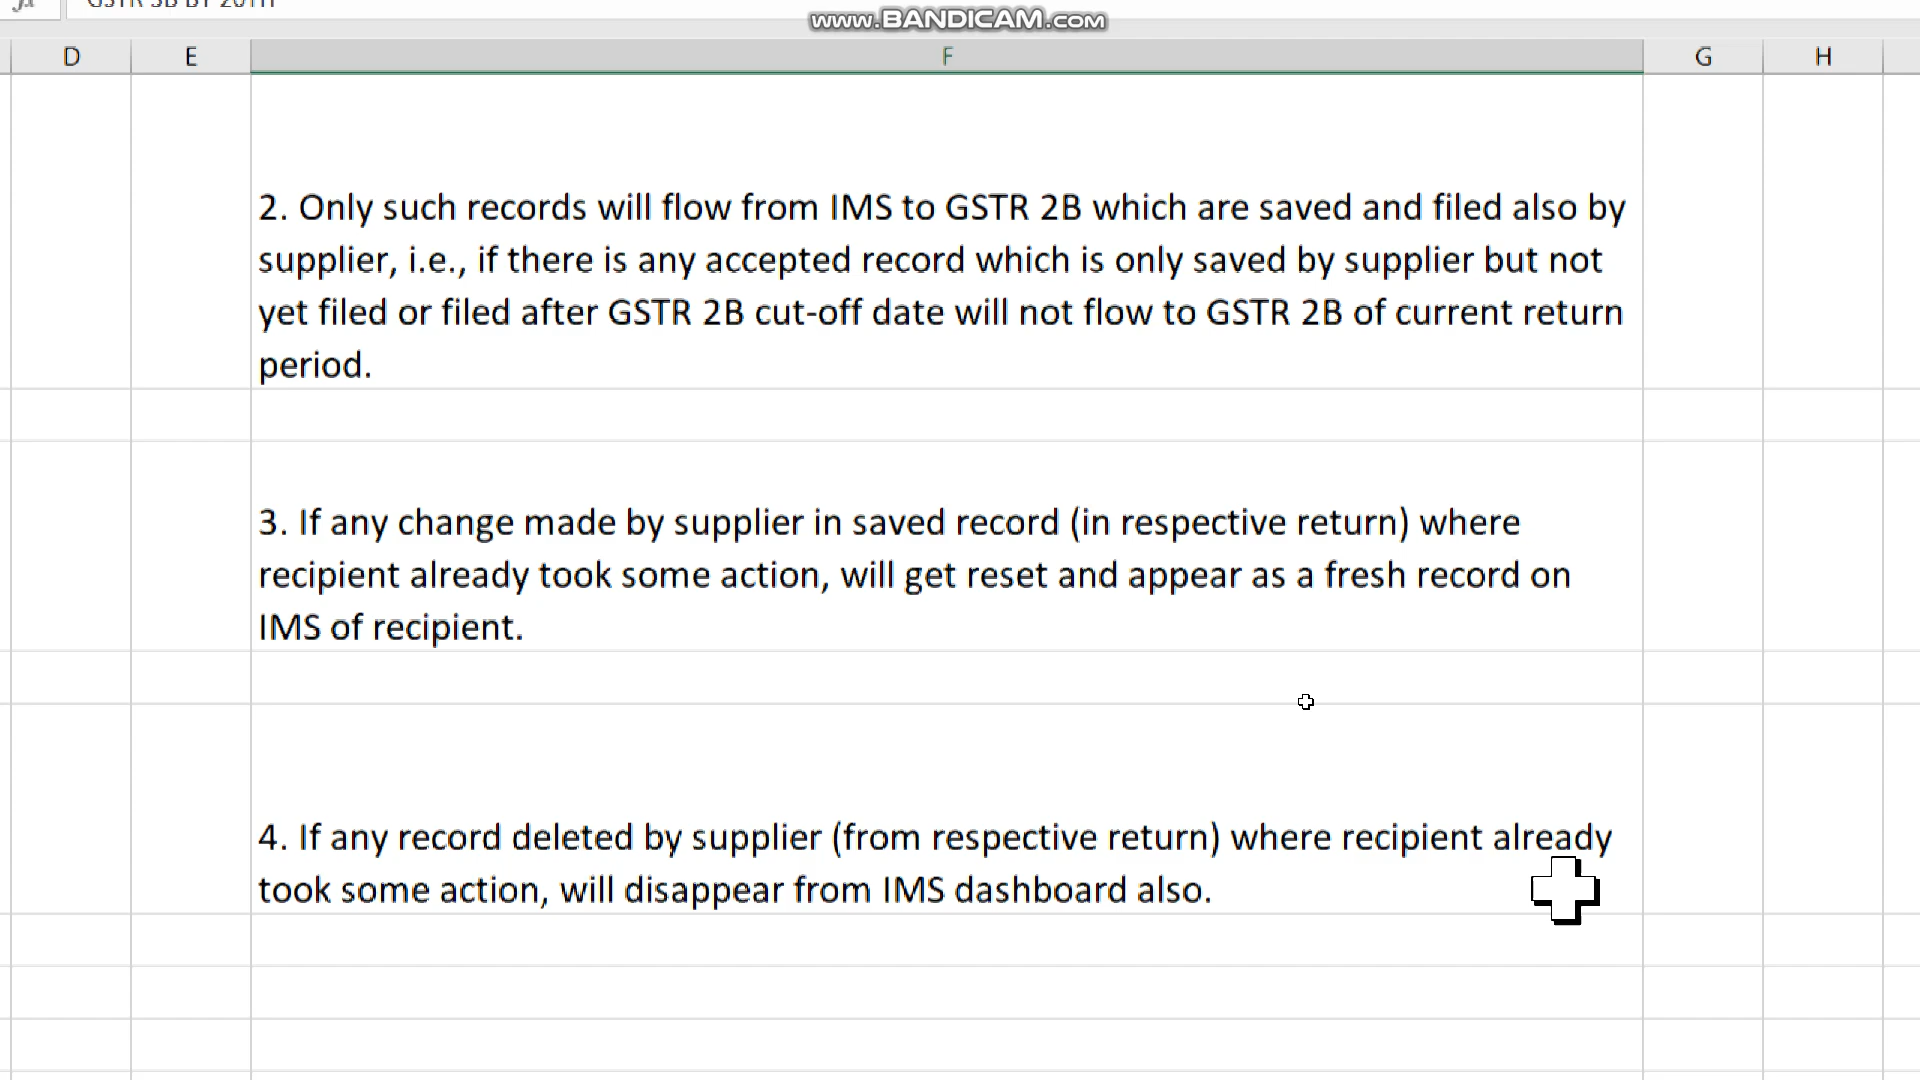 GSTR 3B BY 20TH
www.BANDICAM.com
D E F G H
2. Only such records will flow from IMS to GSTR 2B which are saved and filed also by
supplier, i.e., if there is any accepted record which is only saved by supplier but not
yet filed or filed after GSTR 2B cut-off date will not flow to GSTR 2B of current return
period.
3. If any change made by supplier in saved record (in respective return) where
recipient already took some action, will get reset and appear as a fresh record on
IMS of recipient.
4. If any record deleted by supplier (from respective return) where recipient already
took some action, will disappear from IMS dashboard also.